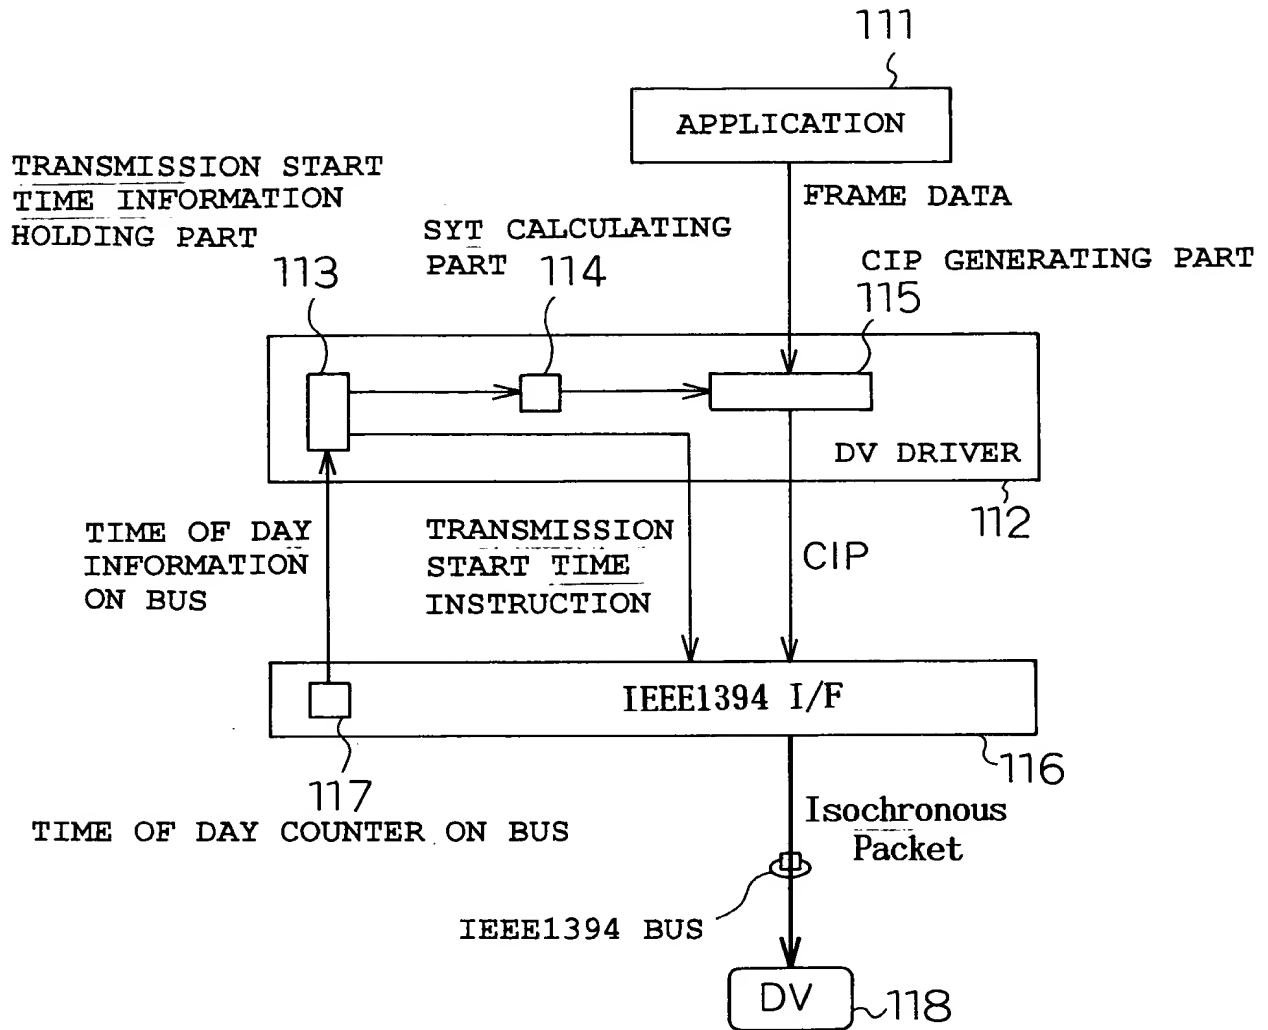 111
APPLICATION
TRANSMISSION START
TIME INFORMATION
HOLDING PART
FRAME DATA
SYT CALCULATING
PART
CIP GENERATING PART
113
114
115
DV DRIVER
112
TIME OF DAY
INFORMATION
ON BUS
TRANSMISSION
START TIME
INSTRUCTION
CIP
IEEE1394 I/F
116
117
TIME OF DAY COUNTER ON BUS
Isochronous
Packet
IEEE1394 BUS
DV
118